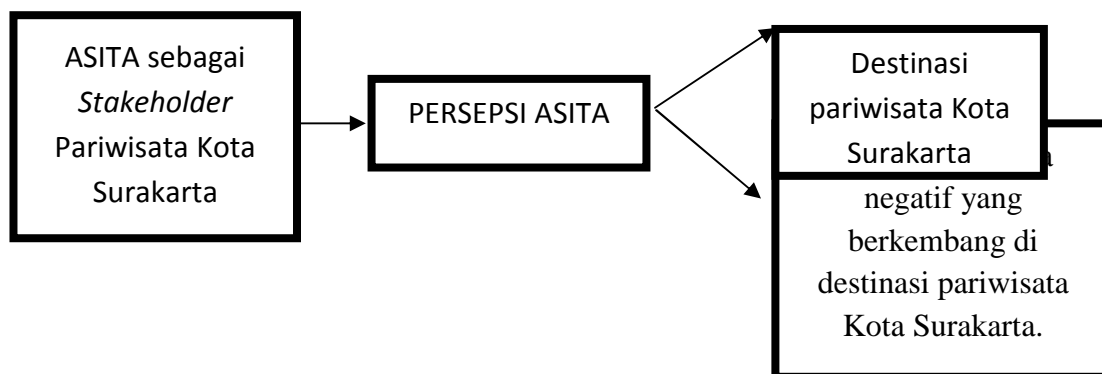 ASITA sebagai
Stakeholder
Pariwisata Kota
Surakarta
PERSEPSI ASITA
Destinasi
pariwisata Kota
Surakarta
negatif yang
berkembang di
destinasi pariwisata
Kota Surakarta.